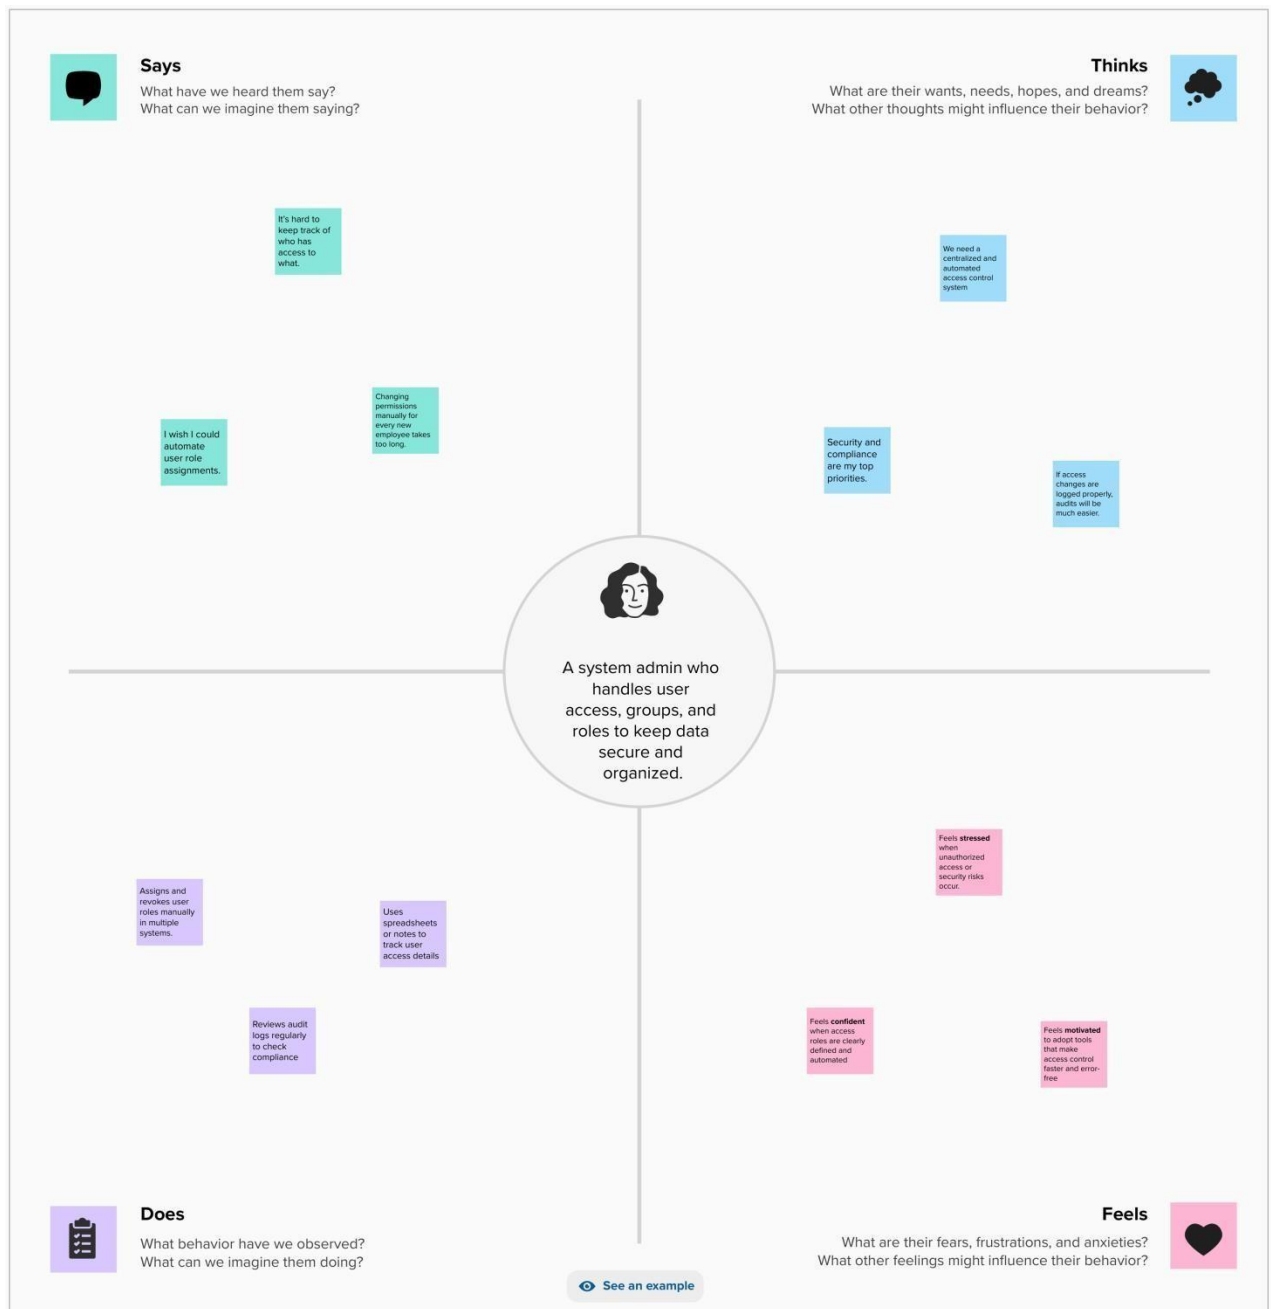 Says
What have we heard them say?
What can we imagine them saying?
Thinks
What are their wants, needs, hopes, and dreams?
What other thoughts might influence their behavior?
It's hard to
keep track of
who has
access to
what.
I wish I could
automate
user role
assignments.
Changing
permissions
manually for
every new
employee takes
too long.
We need a
centralized and
automated
access control
system
Security and
compliance
are my top
priorities.
If access
changes are
logged properly,
audits will be
much easier.
A system admin who
handles user
access, groups, and
roles to keep data
secure and
organized.
Assigns and
revokes user
roles manually
in multiple
systems.
Uses
spreadsheets
or notes to
track user
access details
Reviews audit
logs regularly
to check
compliance
Feels stressed
when
unauthorized
access or
security risks
occur.
Feels confident
when access
roles are clearly
defined and
automated
Feels motivated
to adopt tools
that make
access control
faster and error-
free
Does
What behavior have we observed?
What can we imagine them doing?
Feels
What are their fears, frustrations, and anxieties?
What other feelings might influence their behavior?
See an example